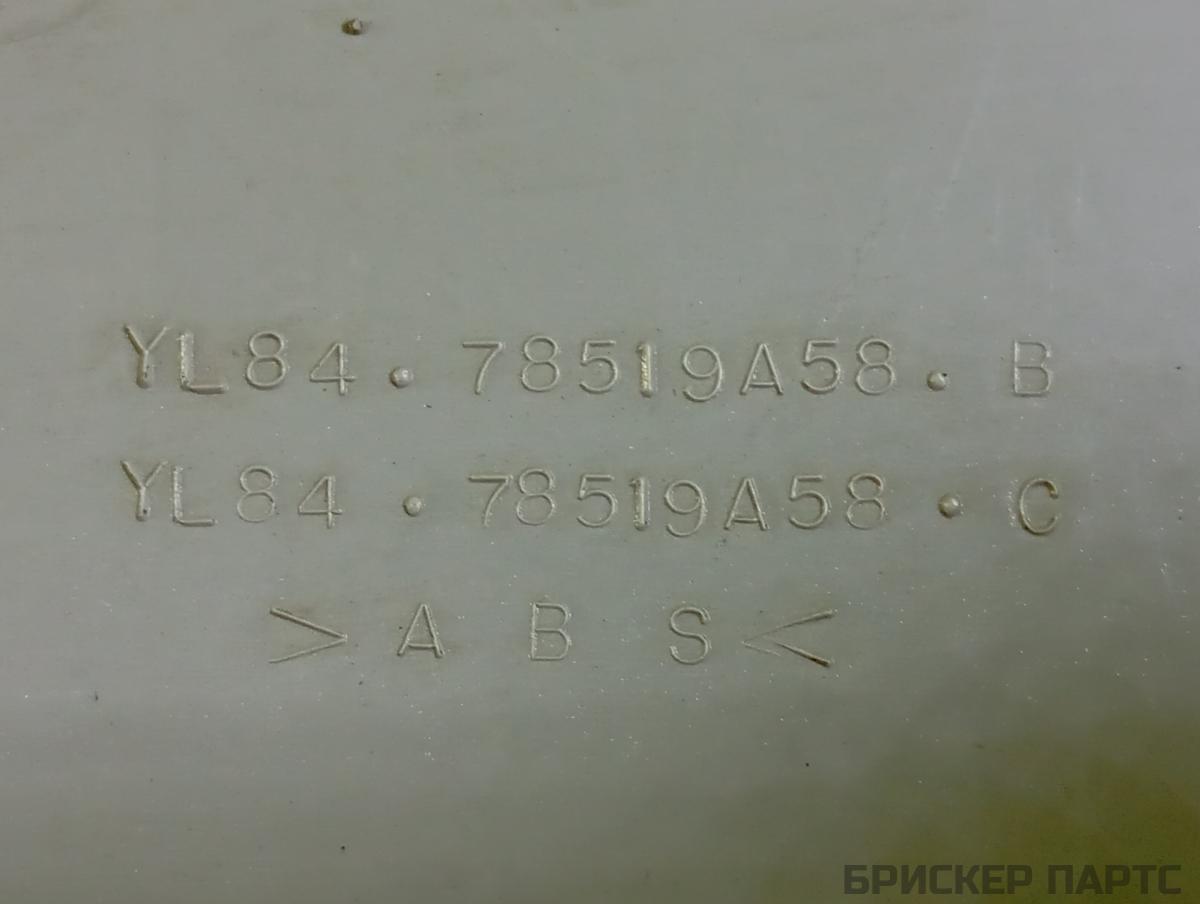 YL84.78519A58.B
YL84.78519A58.C
>ABS<
БРИСКЕР ПАРТС